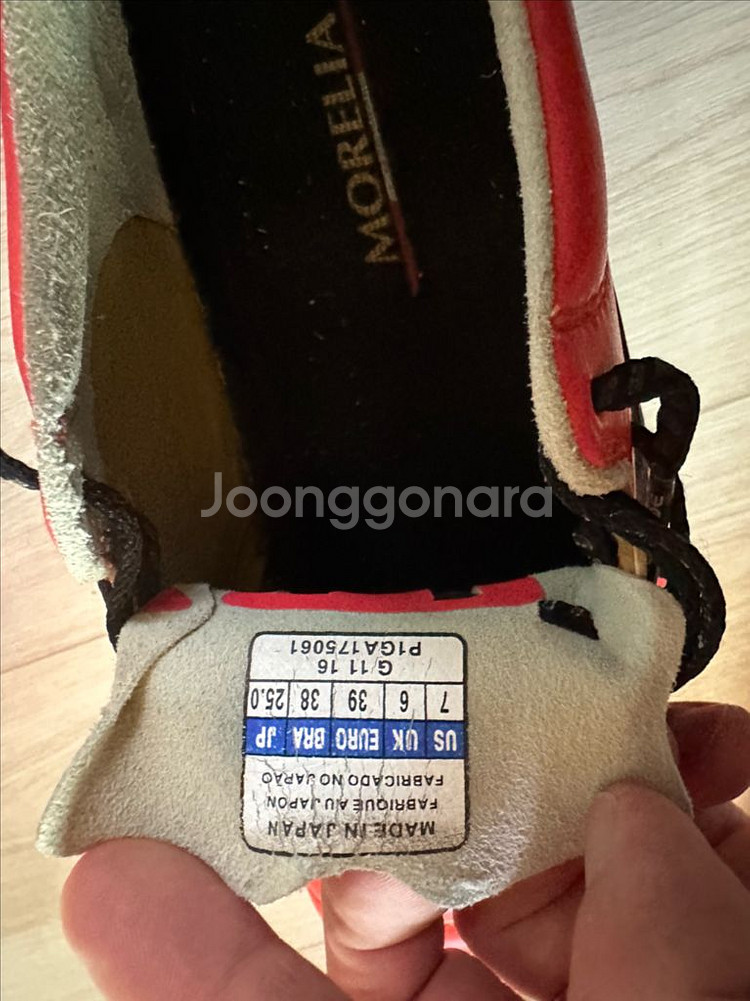 MORELIA
Joonggonara
MADE IN JAPAN
FABRIQUE AU JAPON
FABRICADO NO JAPAO
US UK EURO BRA JP
7 6 39 38 25.0
G 11 16
P1GA175061